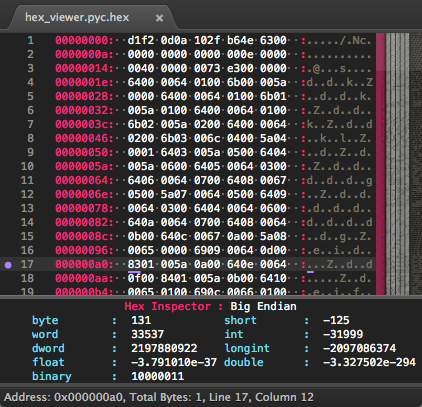 hex_viewer.pyc.hex
1 00000000: d1f2 0d0a 102f b64e 6300 :...../.Nc.
2 0000000a: 0000 0000 0000 000e 0000 :..........
3 00000014: 0040 0000 0073 e300 0000 :.@...s....
4 0000001e: 6400 0064 0100 6b00 005a :d..d..k..Z
5 00000028: 0000 6400 0064 0100 6b01 :..d..d..k.
6 00000032: 005a 0100 6400 0064 0100 :.Z..d..d..
7 0000003c: 6b02 005a 0200 6400 0064 :k..Z..d..d
8 00000046: 0200 6b03 006c 0400 5a04 :..k..l..Z.
9 00000050: 0001 6403 005a 0500 6404 :..d..Z..d.
10 0000005a: 005a 0600 6405 0064 0300 :.Z..d..d..
11 00000064: 6406 0064 0700 6408 0067 :d..d..d..g
12 0000006e: 0500 5a07 0064 0500 6409 :..Z..d..d.
13 00000078: 0064 0300 6404 0064 0600 :.d..d..d..
14 00000082: 640a 0064 0700 6408 0064 :d..d..d..d
15 0000008c: 0b00 640c 0067 0a00 5a08 :..d..g..Z.
16 00000096: 0065 0000 6909 0064 0d00 :.e..i..d..
17 000000a0: 8301 005a 0a00 640e 0064 :...Z..d..d
18 000000aa: 0f00 8401 005a 0b00 6410 :.....Z..d.
19 000000b4: 0065 0100 690c
Hex Inspector : Big Endian
byte : 131 short : -125
word : 33537 int : -31999
dword : 2197880922 longint : -2097086374
float : -3.791010e-37 double : -3.327502e-294
binary : 10000011
Address: 0x000000a0, Total Bytes: 1, Line 17, Column 12